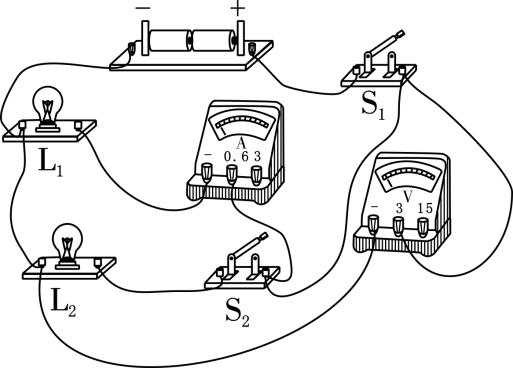 − +
S₁
L₁
A
− 0.6 3
V
− 3 15
L₂
S₂